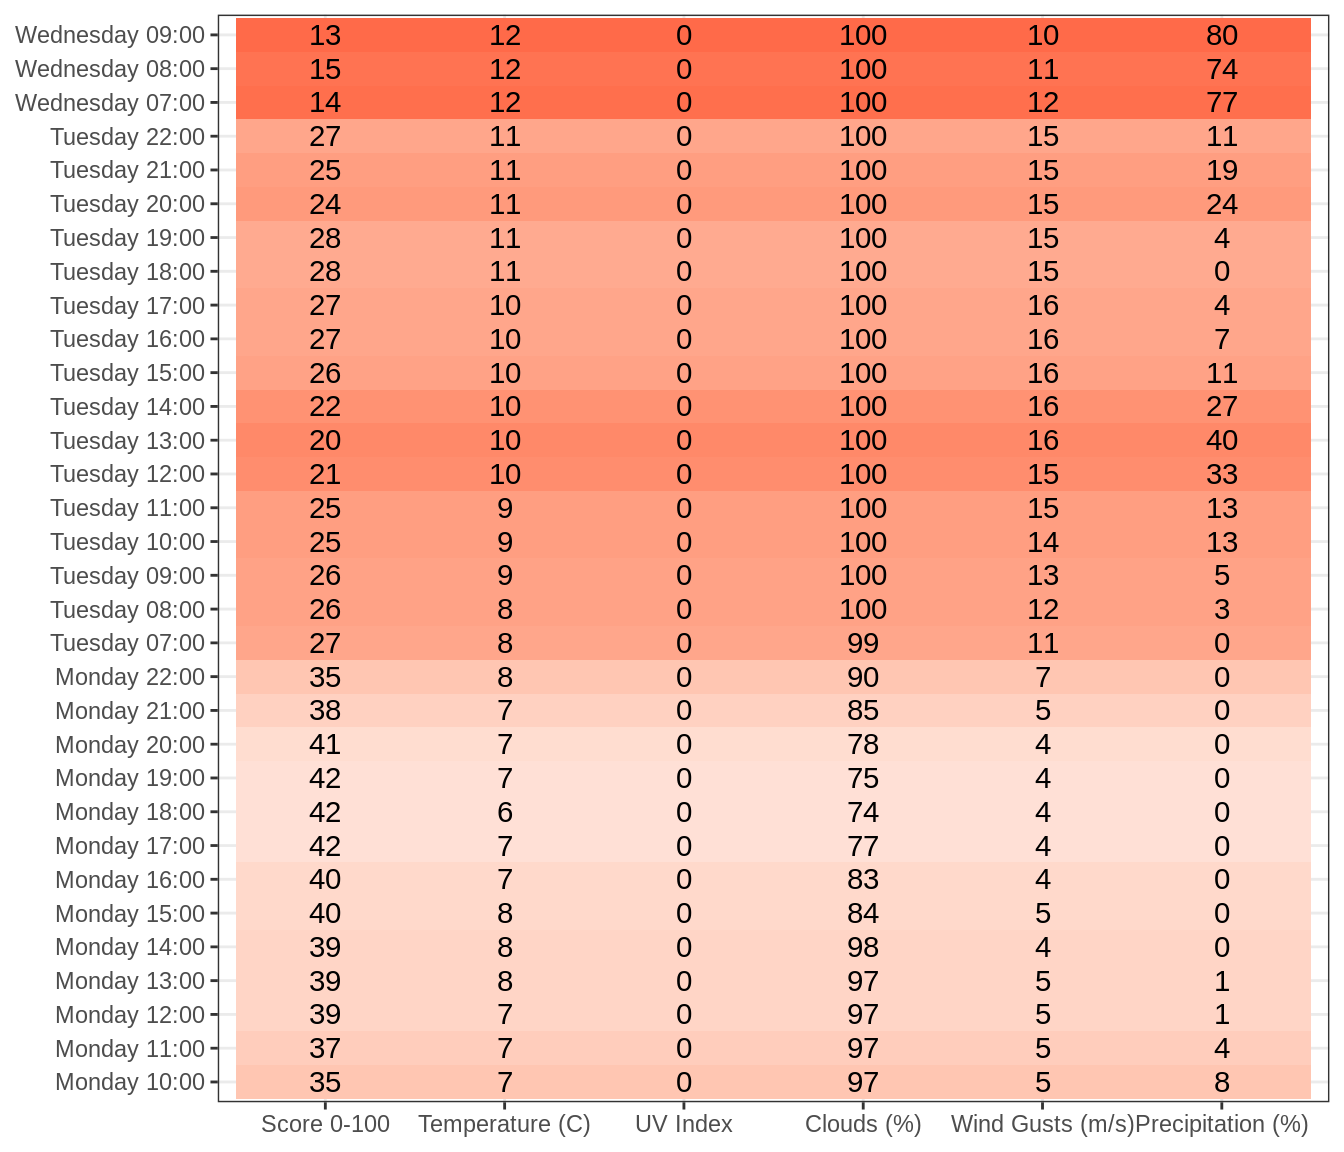 Wednesday 09:00 13 12 0 100 10 80
Wednesday 08:00 15 12 0 100 11 74
Wednesday 07:00 14 12 0 100 12 77
Tuesday 22:00 27 11 0 100 15 11
Tuesday 21:00 25 11 0 100 15 19
Tuesday 20:00 24 11 0 100 15 24
Tuesday 19:00 28 11 0 100 15 4
Tuesday 18:00 28 11 0 100 15 0
Tuesday 17:00 27 10 0 100 16 4
Tuesday 16:00 27 10 0 100 16 7
Tuesday 15:00 26 10 0 100 16 11
Tuesday 14:00 22 10 0 100 16 27
Tuesday 13:00 20 10 0 100 16 40
Tuesday 12:00 21 10 0 100 15 33
Tuesday 11:00 25 9 0 100 15 13
Tuesday 10:00 25 9 0 100 14 13
Tuesday 09:00 26 9 0 100 13 5
Tuesday 08:00 26 8 0 100 12 3
Tuesday 07:00 27 8 0 99 11 0
Monday 22:00 35 8 0 90 7 0
Monday 21:00 38 7 0 85 5 0
Monday 20:00 41 7 0 78 4 0
Monday 19:00 42 7 0 75 4 0
Monday 18:00 42 6 0 74 4 0
Monday 17:00 42 7 0 77 4 0
Monday 16:00 40 7 0 83 4 0
Monday 15:00 40 8 0 84 5 0
Monday 14:00 39 8 0 98 4 0
Monday 13:00 39 8 0 97 5 1
Monday 12:00 39 7 0 97 5 1
Monday 11:00 37 7 0 97 5 4
Monday 10:00 35 7 0 97 5 8
Score 0-100 Temperature (C) UV Index Clouds (%) Wind Gusts (m/s) Precipitation (%)